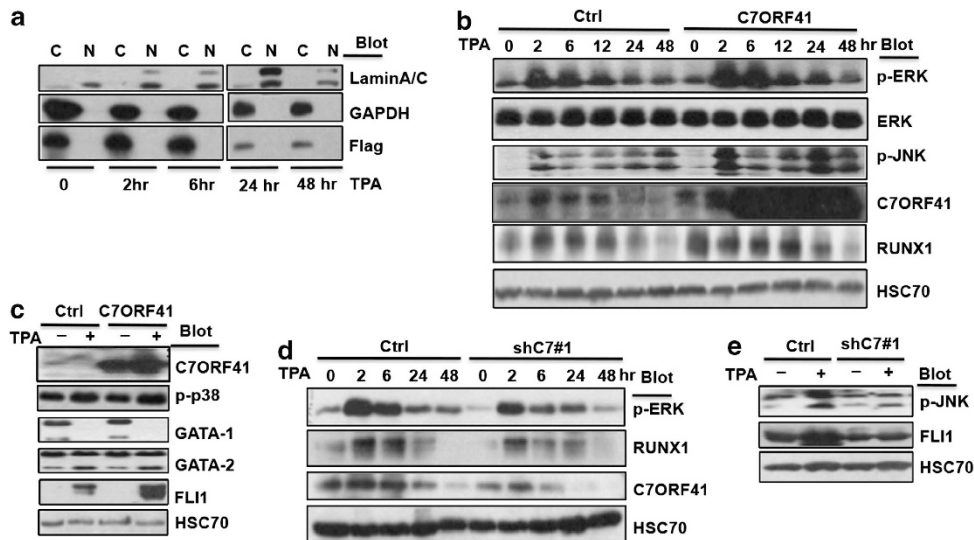 a
C N C N C N C N C N Blot
LaminA/C
GAPDH
Flag
0 2hr 6hr 24 hr 48 hr TPA
b
Ctrl C7ORF41
TPA 0 2 6 12 24 48 0 2 6 12 24 48 hr Blot
p-ERK
ERK
p-JNK
C7ORF41
RUNX1
HSC70
c
Ctrl C7ORF41
TPA – + – + Blot
C7ORF41
p-p38
GATA-1
GATA-2
FLI1
HSC70
d
Ctrl shC7#1
TPA 0 2 6 24 48 0 2 6 24 48 hr Blot
p-ERK
RUNX1
C7ORF41
HSC70
e
Ctrl shC7#1
TPA – + – + Blot
p-JNK
FLI1
HSC70